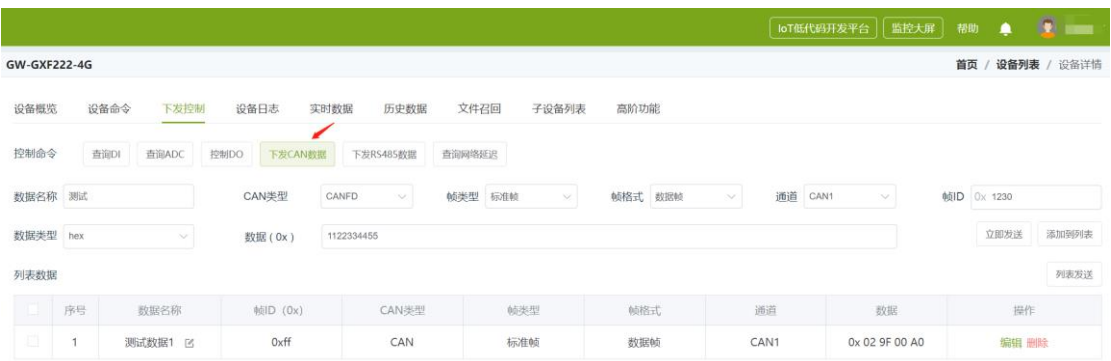 IoT低代码开发平台 监控大屏 帮助
GW-GXF222-4G 首页 / 设备列表 / 设备详情
设备概览 设备命令 下发控制 设备日志 实时数据 历史数据 文件召回 子设备列表 高阶功能
控制命令 查询DI 查询ADC 控制DO 下发CAN数据 下发RS485数据 查询网络延迟
数据名称 测试 CAN类型 CANFD 帧类型 标准帧 帧格式 数据帧 通道 CAN1 帧ID 0x 1230
数据类型 hex 数据 ( 0x ) 1122334455 立即发送 添加到列表
列表数据 列表发送
序号 数据名称 帧ID（0x） CAN类型 帧类型 帧格式 通道 数据 操作
1 测试数据1 0xff CAN 标准帧 数据帧 CAN1 0x 02 9F 00 A0 编辑 删除